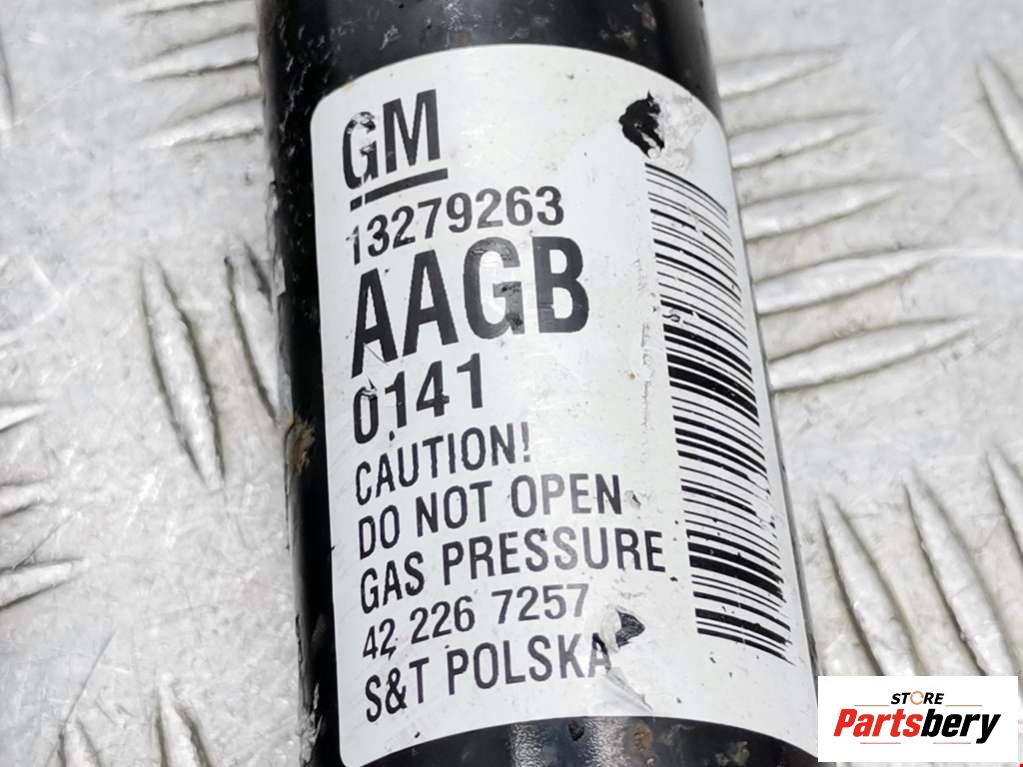 GM
13279263
AAGB
0141
CAUTION!
DO NOT OPEN
GAS PRESSURE
42 226 7257
S&T POLSKA
STORE
Partsbery